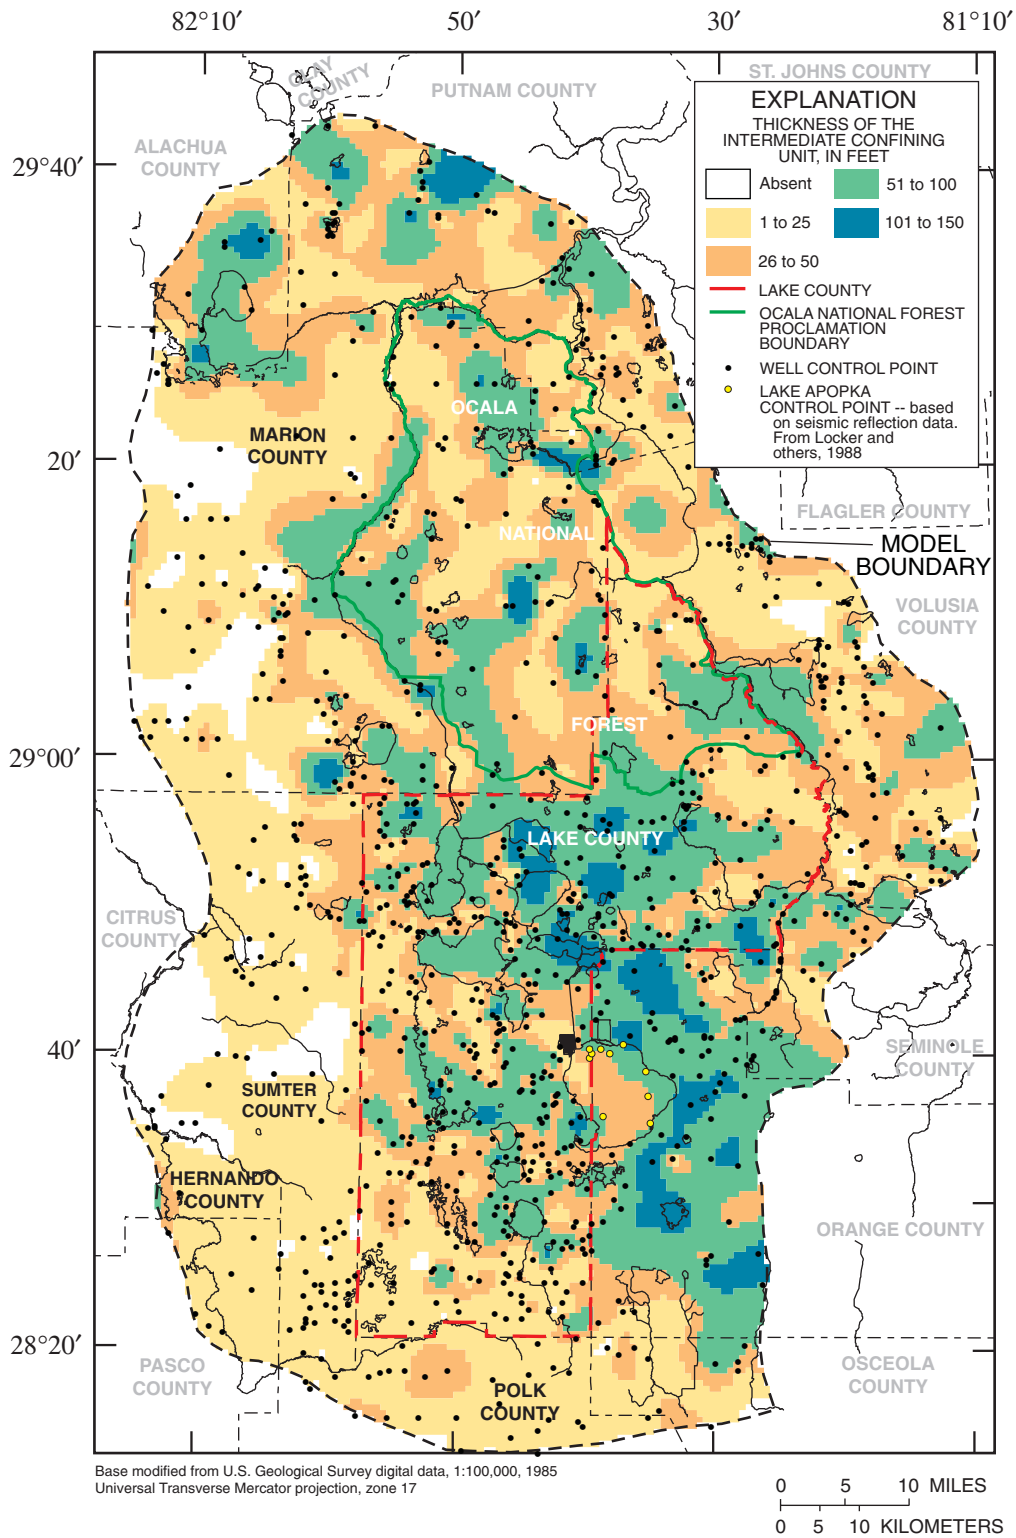 82°10′ 50′ 30′ 81°10′
CLAY
COUNTY
PUTNAM COUNTY
ST. JOHNS COUNTY
EXPLANATION
THICKNESS OF THE
INTERMEDIATE CONFINING
UNIT, IN FEET
Absent 51 to 100
1 to 25 101 to 150
26 to 50
LAKE COUNTY
OCALA NATIONAL FOREST
PROCLAMATION
BOUNDARY
WELL CONTROL POINT
LAKE APOPKA
CONTROL POINT -- based
on seismic reflection data.
From Locker and
others, 1988
ALACHUA
COUNTY
29°40′
OCALA
MARION
COUNTY
20′
FLAGLER COUNTY
NATIONAL
MODEL
BOUNDARY
VOLUSIA
COUNTY
FOREST
29°00′
LAKE COUNTY
CITRUS
COUNTY
40′
SEMINOLE
COUNTY
SUMTER
COUNTY
HERNANDO
COUNTY
ORANGE COUNTY
28°20′
PASCO
COUNTY
OSCEOLA
COUNTY
POLK
COUNTY
Base modified from U.S. Geological Survey digital data, 1:100,000, 1985
Universal Transverse Mercator projection, zone 17
0 5 10 MILES
0 5 10 KILOMETERS